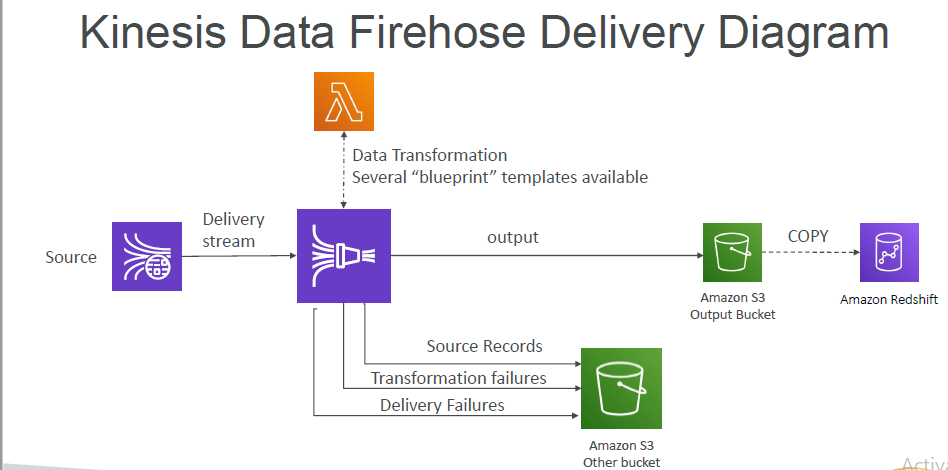 Kinesis Data Firehose Delivery Diagram
Data Transformation
Several “blueprint” templates available
Delivery
stream
Source
output
COPY
Amazon S3
Output Bucket
Amazon Redshift
Source Records
Transformation failures
Delivery Failures
Amazon S3
Other bucket